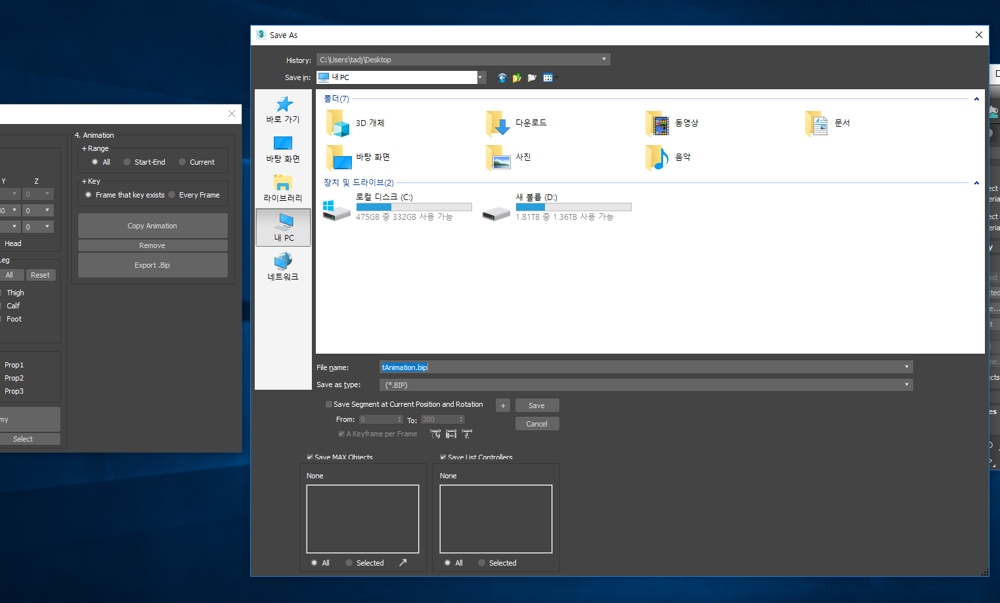 Save As
History: C:\Users\tadj\Desktop
Save in: 내 PC
바로 가기
바탕 화면
라이브러리
내 PC
네트워크
폴더(7)
3D 개체
다운로드
동영상
문서
바탕 화면
사진
음악
장치 및 드라이브(2)
로컬 디스크 (C:)
475GB 중 332GB 사용 가능
새 볼륨 (D:)
1.81TB 중 1.36TB 사용 가능
File name: tAnimation.bip
Save as type: (*.BIP)
Save Segment at Current Position and Rotation
+
Save
From: 0 To: 300
Cancel
A Keyframe per Frame
Save MAX Objects
None
All Selected
Save List Controllers
None
All Selected
4. Animation
+Range
All Start-End Current
+Key
Frame that key exists Every Frame
Copy Animation
Remove
Export .Bip
Y Z
0
0
0
Head
Leg
All Reset
Thigh
Calf
Foot
Prop1
Prop2
Prop3
Select